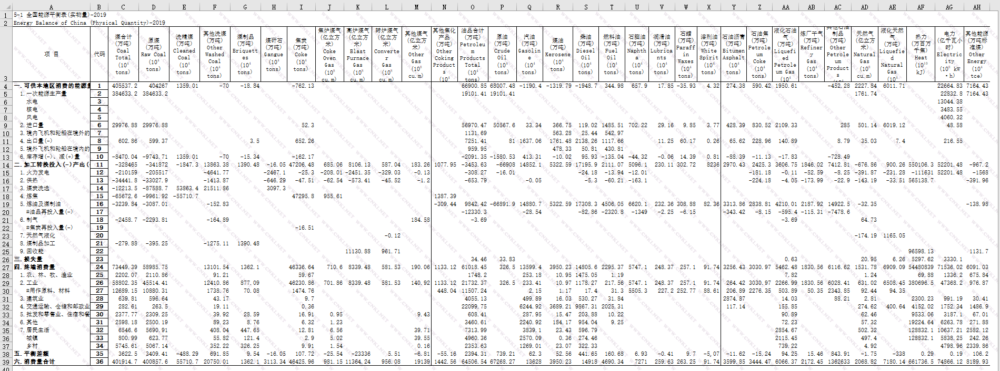 A B C D E F G H I J K L M N O P Q R S T U V W X Y Z AA AB AC AD AE AF AG AH
1 5-1 全国能源平衡表(实物量)-2019
2 Energy Balance of China (Physical Quantity)-2019
3 项 目 代码
煤合计 (万吨) Coal Total (10⁴ tons)
原煤 (万吨) Raw Coal (10⁴ tons)
洗精煤 (万吨) Cleaned Coal (10⁴ tons)
其他洗煤 (万吨) Other Washed Coal (10⁴ tons)
煤制品 (万吨) Briquettes (10⁴ tons)
煤矸石 (万吨) Gangue (10⁴ tons)
焦炭 (万吨) Coke (10⁴ tons)
焦炉煤气 (亿立方米) Coke Oven Gas (10⁸ cu.m)
高炉煤气 (亿立方米) Blast Furnace Gas (10⁸ cu.m)
转炉煤气 (亿立方米) Converter Gas (10⁸ cu.m)
其他煤气 (亿立方米) Other Gas (10⁸ cu.m)
其他焦化产品 (万吨) Other Coking Products (10⁴
油品合计 (万吨) Petroleum Products Total (10⁴ tons)
原油 (万吨) Crude Oil (10⁴ tons)
汽油 (万吨) Gasoline (10⁴ tons)
煤油 (万吨) Kerosene (10⁴ tons)
柴油 (万吨) Diesel Oil (10⁴ tons)
燃料油 (万吨) Fuel Oil (10⁴ tons)
石脑油 (万吨) Naphtha (10⁴ tons)
润滑油 (万吨) Lubricants (10⁴ tons)
石蜡 (万吨) Paraffin Waxes (10⁴ tons)
溶剂油 (万吨) White Spirit (10⁴ tons)
石油沥青 (万吨) Bitumen Asphalt (10⁴ tons)
石油焦 (万吨) Petroleum Coke (10⁴ tons)
液化石油气 (万吨) Liquefied Petroleum Gas (10⁴
炼厂干气 (万吨) Refinery Gas (10⁴ tons)
其他石油制品 (万吨) Other Petroleum Products
天然气 (亿立方米) Natural Gas (10⁸ cu.m)
液化天然气 (万吨) Liquefied Natural Gas (10⁴
热力 (万百万千焦) Heat (10¹⁰ kJ)
电力 (亿千瓦小时) Electricity (10⁸ kW·h)
其他能源 (万吨标准煤) Other Energy (10⁴ tce)
4 一. 可供本地区消费的能源量 1 405537.2 404267 1359.01 -70 -18.84 -762.13 66900.85 68007.48 -1190.4 -1319.79 -1948.7 344.98 657.9 17.85 -35.93 4.32 274.38 590.42 1950.61 -452.28 2227.84 6011.71 22664.83 7164.43
5 1. 一次能源生产量 2 384633.2 384633.2 19101.41 19101.41 1761.74 22832.8 7164.43
6 水电 3 13044.38
7 核电 4 3483.55
8 风电 5 4060.32
9 2. 进口量 6 29976.88 29976.88 52.3 56970.47 50567.6 33.34 366.75 119.02 1485.51 702.22 29.16 9.85 3.77 428.39 830.52 2109.33 285 501.14 6019.12 48.58
10 3. 境内飞机和轮船在境外的 7 1131.69 563.28 25.44 542.97
11 4. 出口量(-) 8 602.86 599.37 3.5 652.26 7251.41 81 1637.06 1761.48 2138.26 1117.66 11.25 60.17 0.26 65.62 228.96 140.89 8.79 35.03 7.4 216.55
12 5. 境外飞机和轮船在境内的 9 959.95 478.33 50.81 430.81
13 6. 库存增(-)、减(+)量 10 -8470.04 -9743.71 1359.01 -70 -15.34 -162.17 -2091.35 -1580.53 413.31 -10.02 95.93 -135.04 -44.32 -0.06 14.39 0.81 -88.39 -11.13 -17.83 -728.49
14 二. 加工转换投入(-)产出( 11 -328465 -341872 -1847.3 13863.38 1390.48 -16.05 47206.48 685.06 8106.13 587.04 183.26 1077.95 -3453.63 -66908 14852.1 5322.59 17195.9 2111.07 5096.1 230.11 302.72 8236 2970.43 2425.3 3606.75 1846.02 7412.81 -676.86 900.26 550106.3 52201.48 -967.2
15 1. 火力发电 12 -210159 -205517 -4641.77 -2467.1 -25.3 -208.01 -2451.35 -329.03 -0.13 -308.27 -16.01 -24.18 -13.94 -12.01 -181.18 -0.11 -52.59 -8.25 -391.87 -231.28 -111631 52201.48 -1568
16 2. 供热 13 -34441.8 -33027.9 -1413.87 -646.29 -47.51 -62.54 -573.41 -45.52 -1.2 -653.79 -0.05 -5.3 -60.21 -163.1 -224.18 -4.05 -173.99 -22.9 -143.19 -33.51 565138.7 -391.96
17 3. 煤炭洗选 14 -12213.5 -87588.7 53863.4 21511.86 3097.3
18 4. 炼焦 15 -65672.6 -9961.92 -55710.7 47295.8 955.61 1387.39
19 5. 炼油及煤制油 16 -3239.84 -3087.01 -152.83 -309.44 9842.42 -66891.9 14880.7 5322.59 17308.3 4506.05 6620.1 232.36 308.88 82.36 3313.86 2838.81 4210.01 2187.92 14922.5 -32.35 -138.98
20 #油品再投入量(-) 17 -12330.3 -28.54 -82.86 -2320.8 -1349 -2.25 -6.15 -343.42 -8.15 -595.4 -115.31 -7478.6
21 6. 制气 18 -2458.7 -2293.81 -164.89 184.58 -3.69 -3.69 64.73
22 #焦炭再投入量(-) 19 -16.51
23 7. 天然气液化 20 -0.12 -174.19 1165.05
24 8. 煤制品加工 21 -279.88 -395.25 -1275.11 1390.48
25 9. 回收能 22 11130.88 961.71 96598.13 1131.7
26 三. 损失量 23 34.46 33.83 0.63 20.95 6.26 5297.62 3330.1
27 四. 终端消费量 24 73449.39 58985.75 13101.54 1362.1 46336.64 710.6 8339.48 581.53 190.06 1133.12 61018.45 326.5 13599.4 3950.23 14805.6 2295.37 5747.1 248.37 257.1 91.74 3256.43 3030.97 5462.48 1830.56 6116.62 1531.78 6909.09 54480839 71536.02 6091.03
28 1. 农、林、牧、渔业 25 2202.07 2110.86 91.21 59.67 1748.2 253.18 10.95 1475.05 1.19 7.82 1.24 69.88 1336.2 675.84
29 2. 工业 26 58802.35 45514.41 12410.86 877.09 46230.86 701.86 8339.48 581.53 140.92 1133.12 21732.37 326.5 233.41 10.97 1178.27 217.56 5747.1 248.37 257.1 91.74 264.42 3030.97 2266.99 1830.56 6028.41 631.02 6508.45 380696.5 47368.2 976.87
30 #用作原料、材料 27 12689.15 10880.31 1738.76 70.08 1474.76 448.04 11507.24 2.15 1.17 17.4 31.3 5505.3 227.2 252.77 88.61 206.89 2276.35 503.89 50.35 2343.85 92.44 94.35
31 3. 建筑业 28 639.81 596.64 43.17 9.7 4055.13 499.89 16.03 530.27 31.84 2874.87 14.03 88.21 2.81 2300.23 991.19 30.41
32 4. 交通运输、仓储和邮政业 29 282.61 263.5 19.11 0.36 22099.75 6244.92 3689.21 9867.31 2025.31 117.14 155.85 274.62 400.64 4152.02 1752.34 1486.9
33 5. 批发和零售业、住宿和餐 30 2377.77 2309.25 39.92 28.59 16.91 0.95 9.43 608.41 287.95 15.47 203.88 10.22 90.89 62.46 9533.06 3187.1 67.01
34 6. 其他 31 2598.18 2500.19 89.23 8.76 6.32 1.23 3460.61 2240.92 184.17 954.04 9.25 72.23 57.32 19224.64 6263.78 271.88
35 7. 居民生活 32 6546.6 5690.91 408.04 447.65 12.81 6.56 39.71 7313.99 3839.1 23.43 596.79 2854.67 502.32 128832.1 10637.21 2582.12
36 城镇 33 800.99 623.77 55.82 121.4 2.9 5.02 39.55 4960.36 2570.09 0.36 274.46 2115.45 497.4 128832.1 5838.25 242.26
37 乡村 34 5745.61 5067.14 352.22 326.25 9.91 1.54 0.16 2353.63 1269.01 23.07 322.33 739.22 4.92 4798.96 2339.86
38 五. 平衡差额 35 3622.5 3409.41 -488.29 691.85 9.54 -16.05 107.72 -25.54 -23336 5.51 -6.81 -55.16 2394.31 739.21 62.3 52.56 441.65 160.68 6.93 -0.41 9.7 -5,07 -11.62 -15.24 94.25 15.46 843.91 -1.75 -338 0.29 0.19 106.2
39 六. 消费量合计 36 401914.7 400857.6 55710.7 20750.01 1362.1 3113.34 46425.96 981.15 11364.24 956.08 19139 1442.56 64506.54 67268.27 13628 3950.23 14918 4690.34 7271 259.63 263.25 91.74 3599.85 3444.47 6066.37 2172.45 1362633 2068.82 7180.14 661736.5 74866.12 8189.93
40
WWW.CNKI.NET